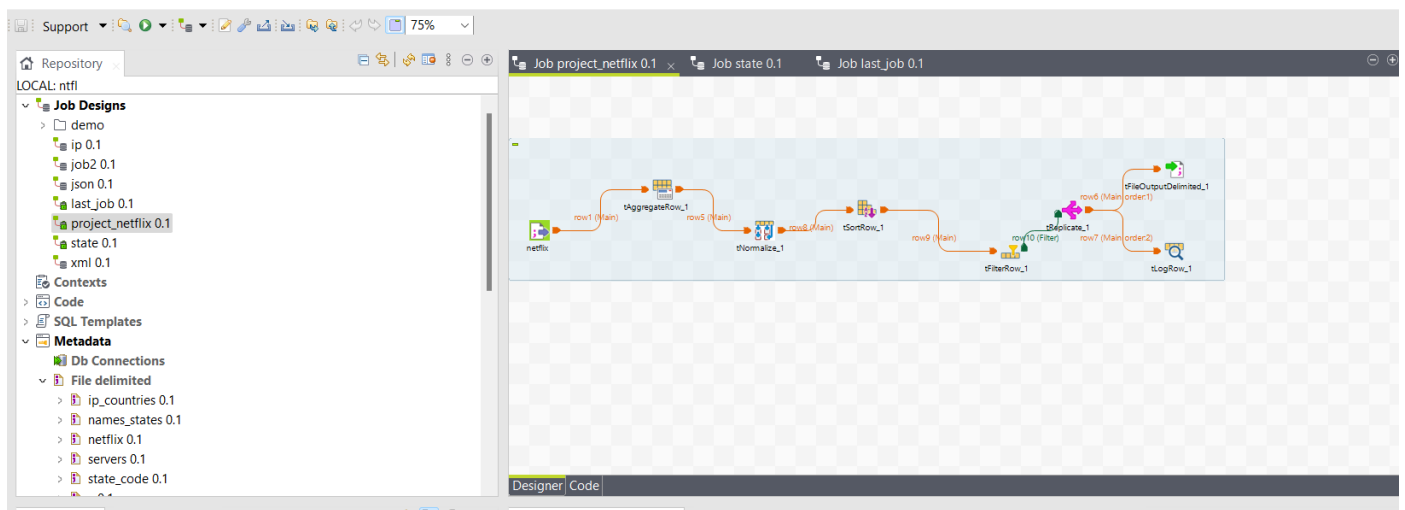 Support
75%
Repository
LOCAL: ntfl
Job Designs
demo
ip 0.1
job2 0.1
json 0.1
last_job 0.1
project_netflix 0.1
state 0.1
xml 0.1
Contexts
Code
SQL Templates
Metadata
Db Connections
File delimited
ip_countries 0.1
names_states 0.1
netflix 0.1
servers 0.1
state_code 0.1
Job project_netflix 0.1
Job state 0.1
Job last_job 0.1
netflix
row1 (Main)
tAggregateRow_1
row5 (Main)
tNormalize_1
row8 (Main)
tSortRow_1
row9 (Main)
tFilterRow_1
row10 (Filter)
tReplicate_1
row6 (Main order:1)
tFileOutputDelimited_1
row7 (Main order:2)
tLogRow_1
Designer
Code